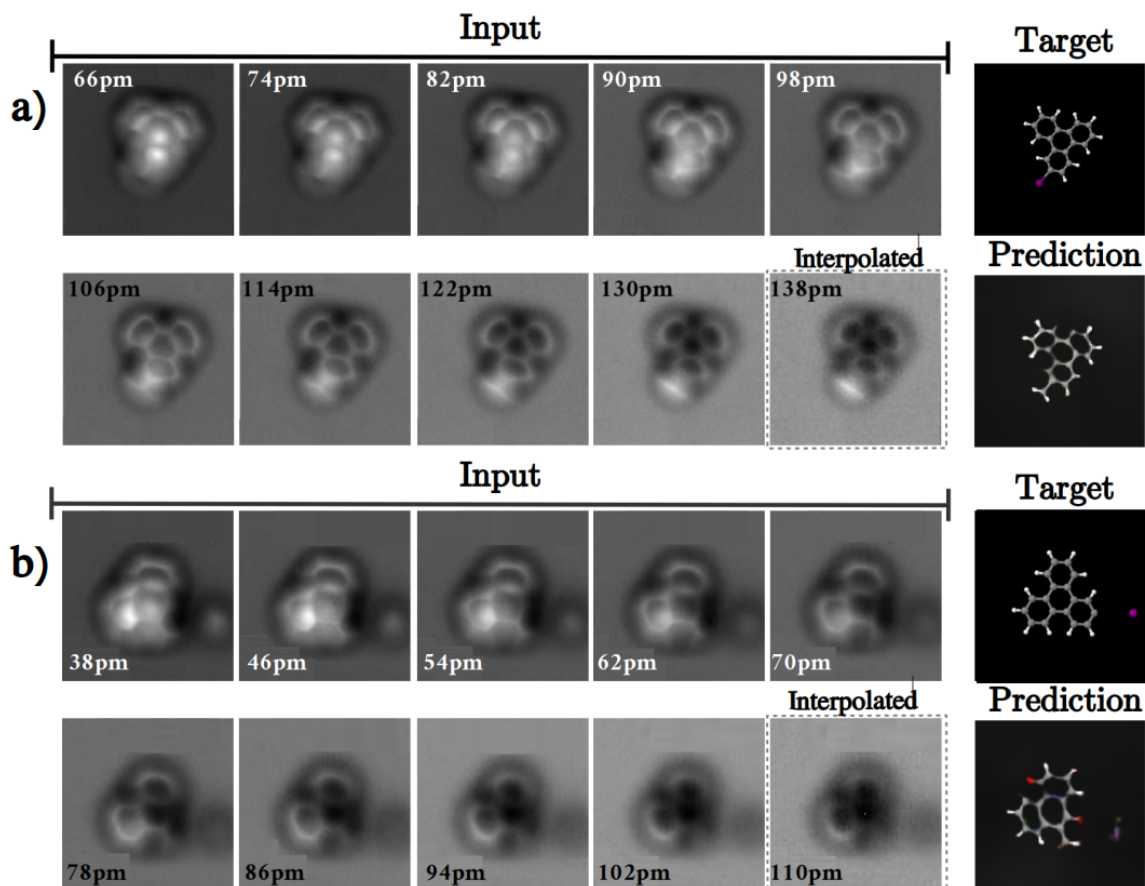 Input
Target
a)
66pm
74pm
82pm
90pm
98pm
Interpolated
Prediction
106pm
114pm
122pm
130pm
138pm
Input
Target
b)
38pm
46pm
54pm
62pm
70pm
Interpolated
Prediction
78pm
86pm
94pm
102pm
110pm